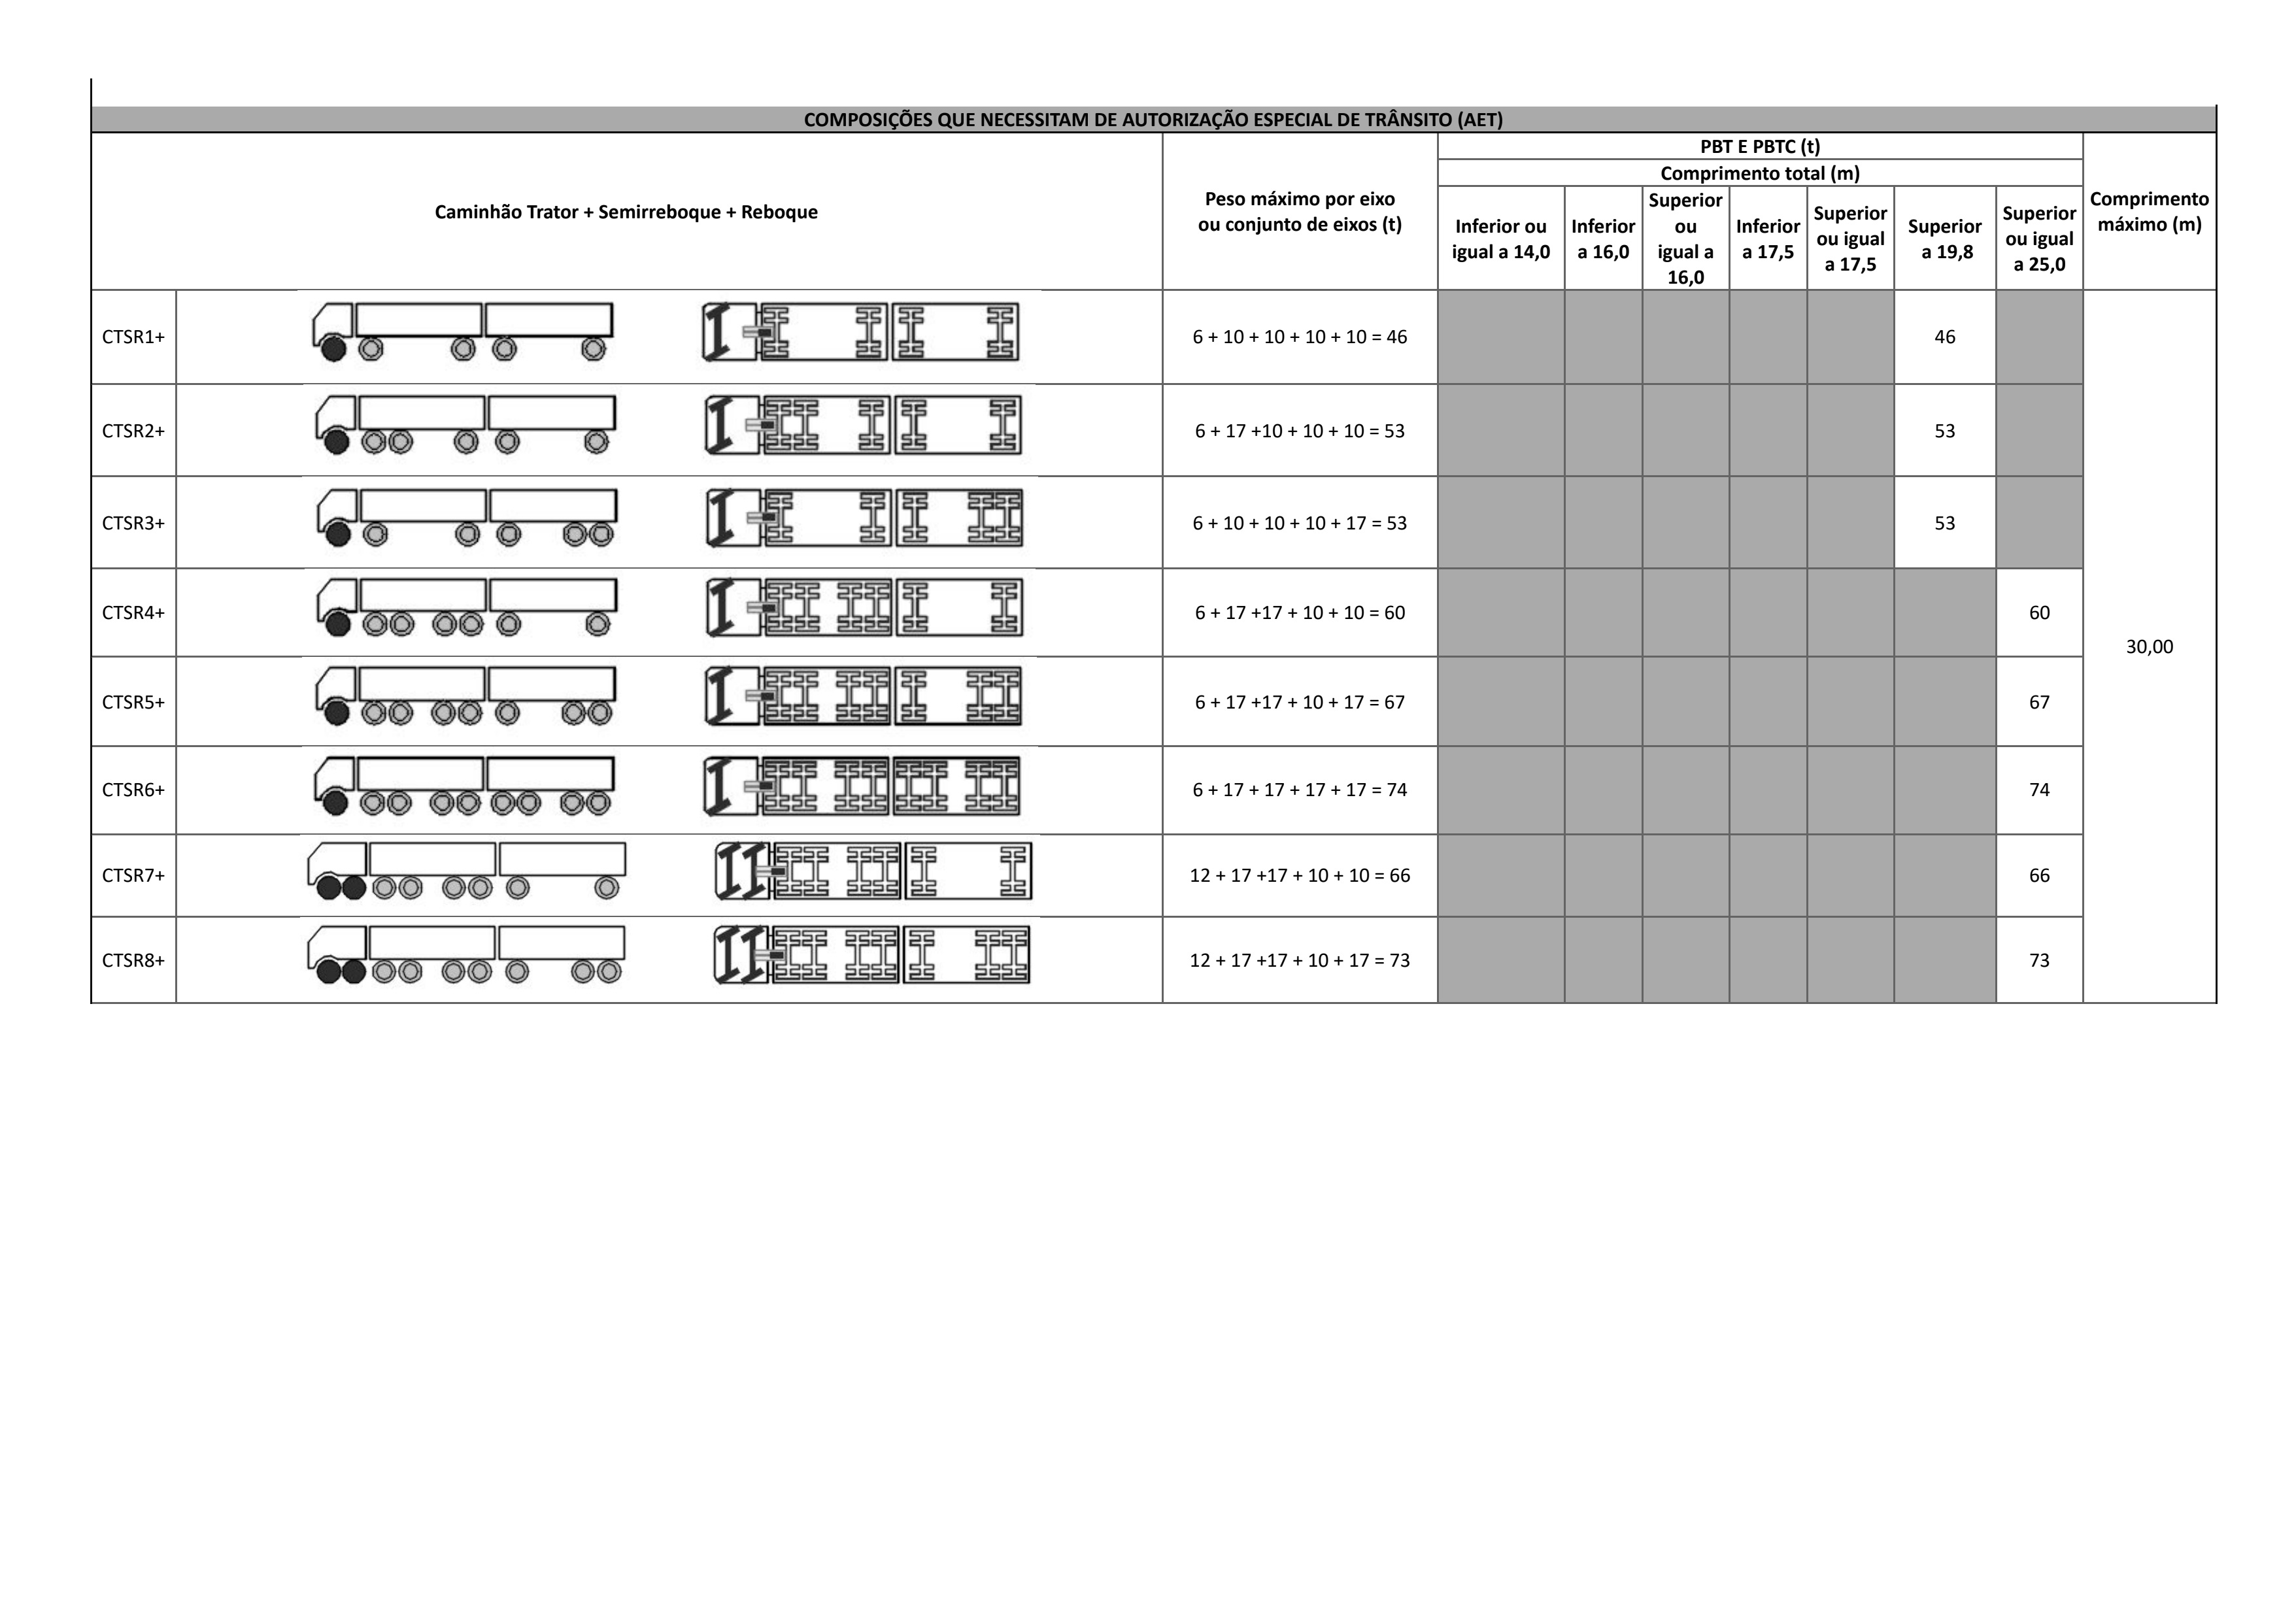 COMPOSIÇÕES QUE NECESSITAM DE AUTORIZAÇÃO ESPECIAL DE TRÂNSITO (AET)
Caminhão Trator + Semirreboque + Reboque
Peso máximo por eixo
ou conjunto de eixos (t)
PBT E PBTC (t)
Comprimento total (m)
Inferior ou
igual a 14,0
Inferior
a 16,0
Superior
ou
igual a
16,0
Inferior
a 17,5
Superior
ou igual
a 17,5
Superior
a 19,8
Superior
ou igual
a 25,0
Comprimento
máximo (m)
CTSR1+
6 + 10 + 10 + 10 + 10 = 46
46
CTSR2+
6 + 17 +10 + 10 + 10 = 53
53
CTSR3+
6 + 10 + 10 + 10 + 17 = 53
53
CTSR4+
6 + 17 +17 + 10 + 10 = 60
60
30,00
CTSR5+
6 + 17 +17 + 10 + 17 = 67
67
CTSR6+
6 + 17 + 17 + 17 + 17 = 74
74
CTSR7+
12 + 17 +17 + 10 + 10 = 66
66
CTSR8+
12 + 17 +17 + 10 + 17 = 73
73